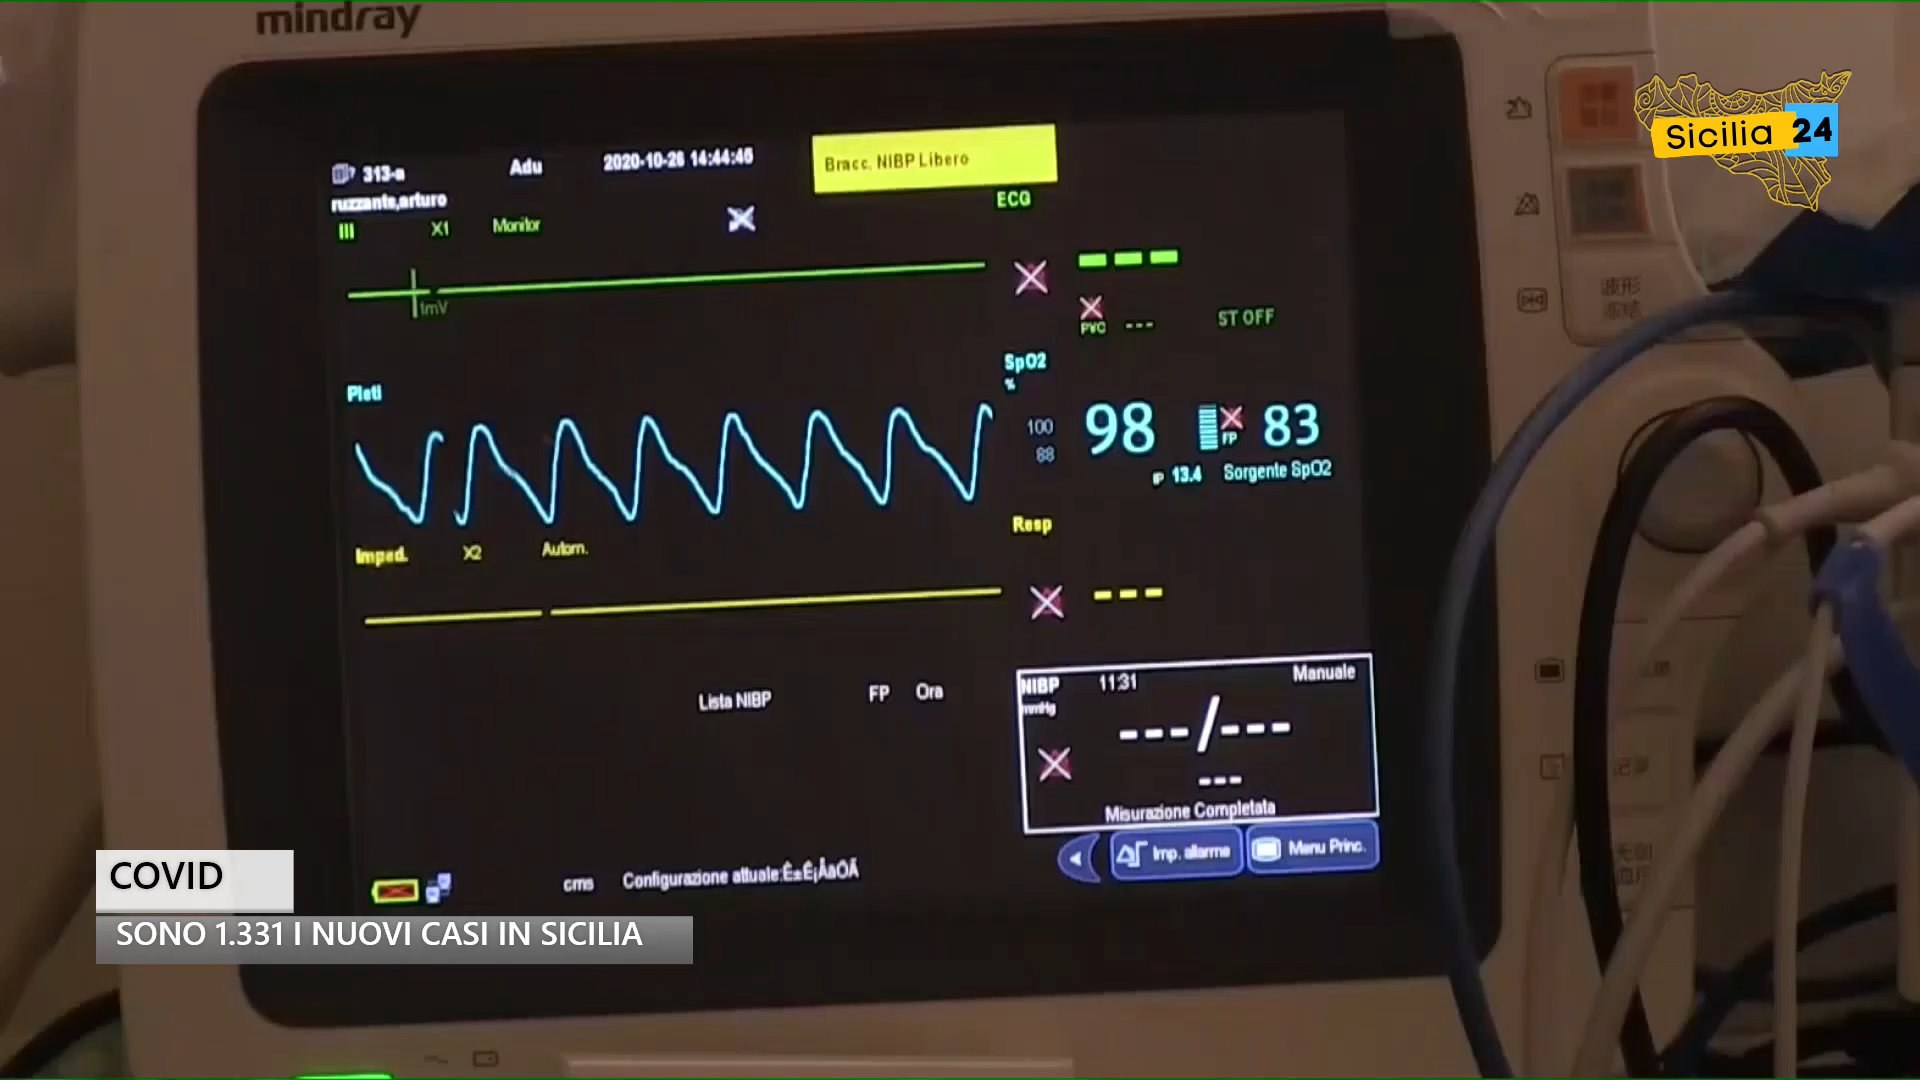 mindray
Sicilia 24
313-a
Adu
2020-10-26 14:44:45
Bracc. NIBP Libero
ruzzante,arturo
III
X1
Monitor
ECG
1mV
PVC
---
ST OFF
SpO2
%
Pleti
100
88
98
FP
83
13.4
Sorgente SpO2
Imped.
X2
Autom.
Resp
---
Lista NIBP
FP
Ora
NIBP
mmHg
11:31
Manuale
---/---
---
Misurazione Completata
Imp. allarme
Menu Princ.
cms
Configurazione attuale:
COVID
SONO 1.331 I NUOVI CASI IN SICILIA